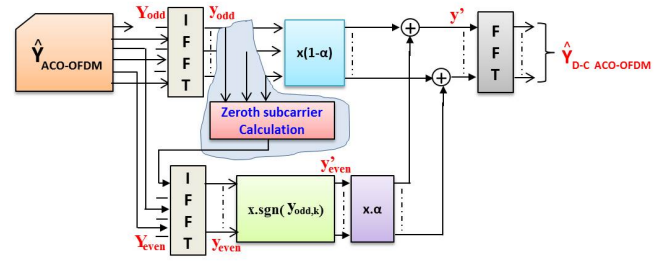 Ŷ ACO-OFDM
Y odd
I F F T
y odd
x(1-α)
y'
F F T
Ŷ D-C ACO-OFDM
Zeroth subcarrier
Calculation
Y even
I F F T
y even
x.sgn( y odd,k )
y' even
x.α